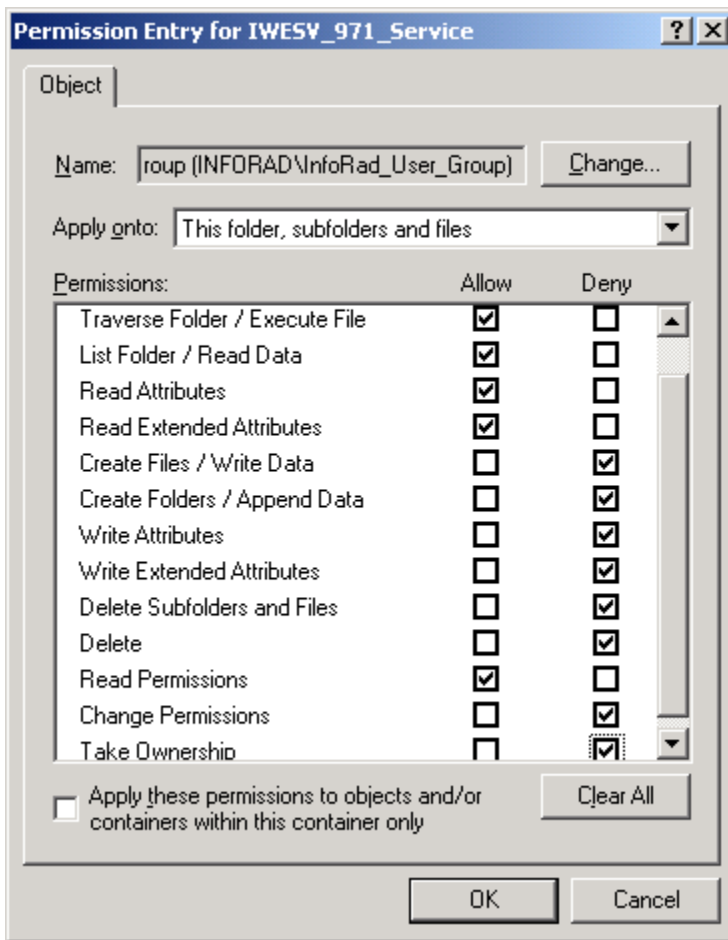 Permission Entry for IWESV_971_Service
Object
Name: roup (INFORAD\InfoRad_User_Group) Change...
Apply onto: This folder, subfolders and files
Permissions: Allow Deny
Traverse Folder / Execute File
List Folder / Read Data
Read Attributes
Read Extended Attributes
Create Files / Write Data
Create Folders / Append Data
Write Attributes
Write Extended Attributes
Delete Subfolders and Files
Delete
Read Permissions
Change Permissions
Take Ownership
Apply these permissions to objects and/or Clear All
containers within this container only
OK Cancel